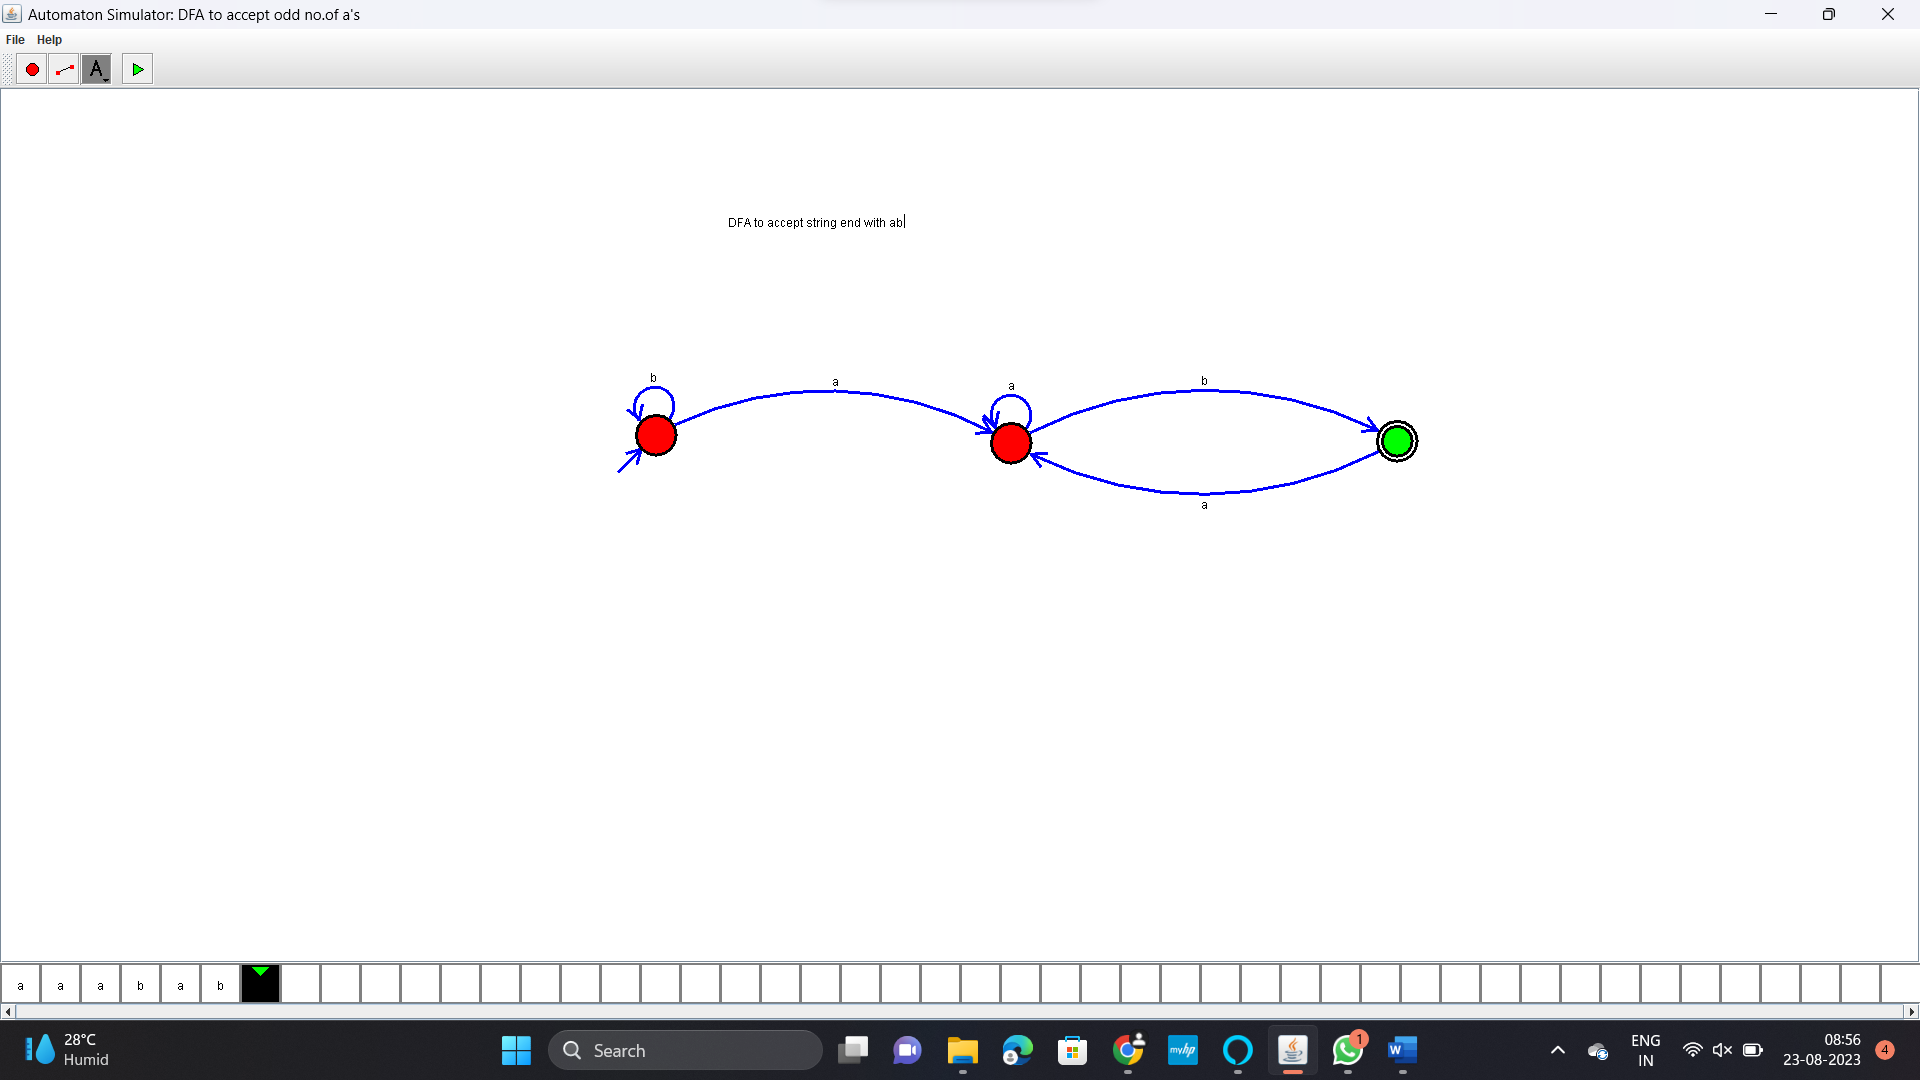 Automaton Simulator: DFA to accept odd no.of a's
File Help
A
DFA to accept string end with ab
b
a
a
b
a
a a a b a b
28°C
Humid
Search
myhp
1
W
ENG
IN
08:56
23-08-2023
4